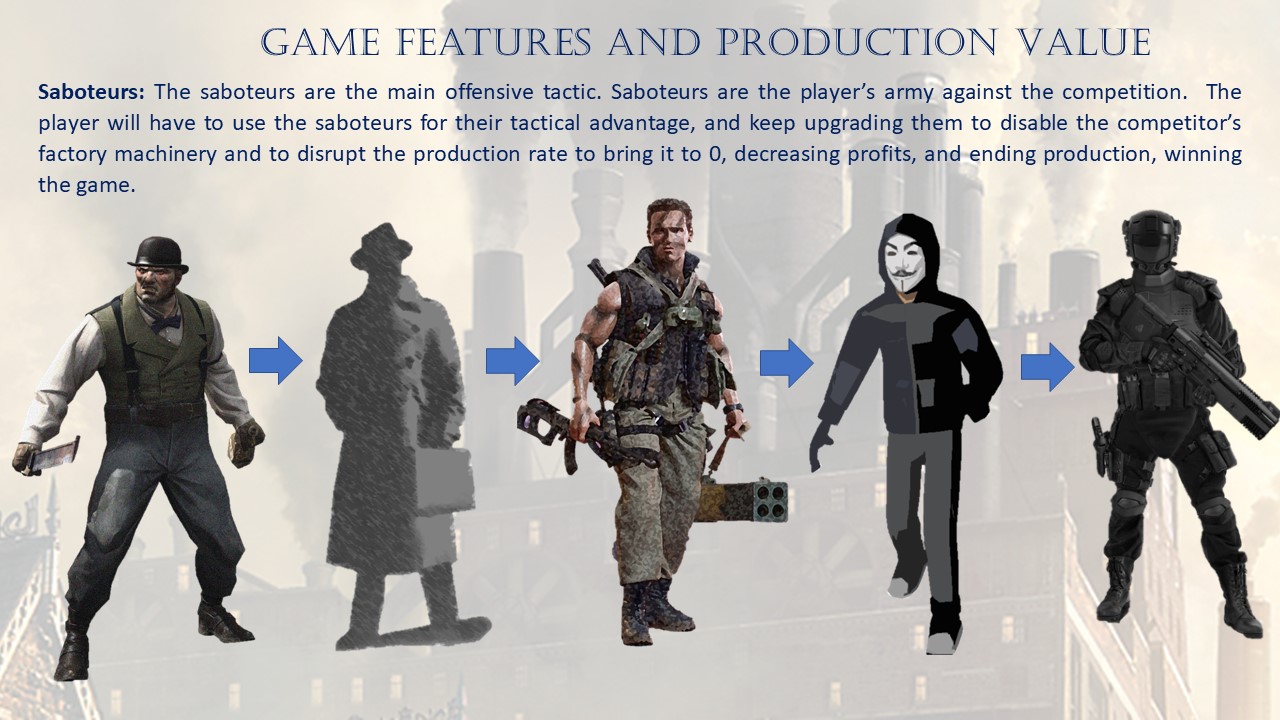 GAME FEATURES AND PRODUCTION VALUE
Saboteurs: The saboteurs are the main offensive tactic. Saboteurs are the player’s army against the competition.  The
player will have to use the saboteurs for their tactical advantage, and keep upgrading them to disable the competitor’s
factory machinery and to disrupt the production rate to bring it to 0, decreasing profits, and ending production, winning
the game.